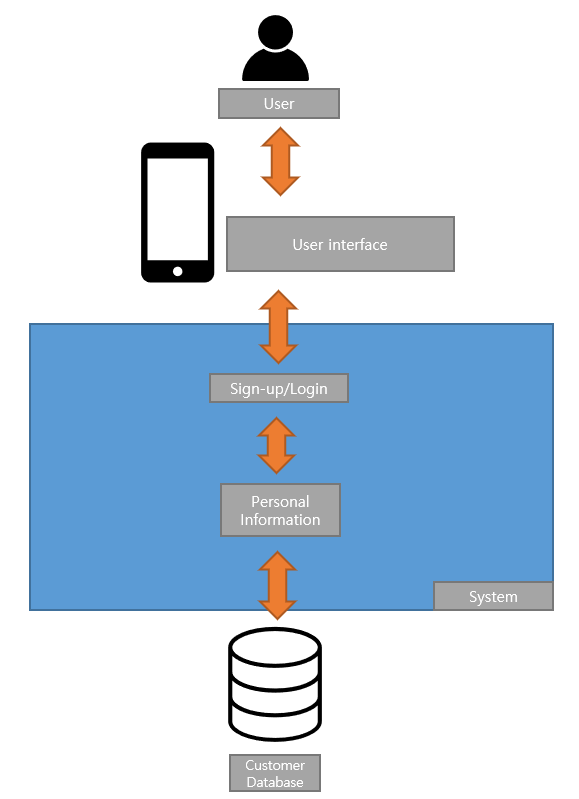 User
User interface
Sign-up/Login
Personal
Information
System
Customer
Database